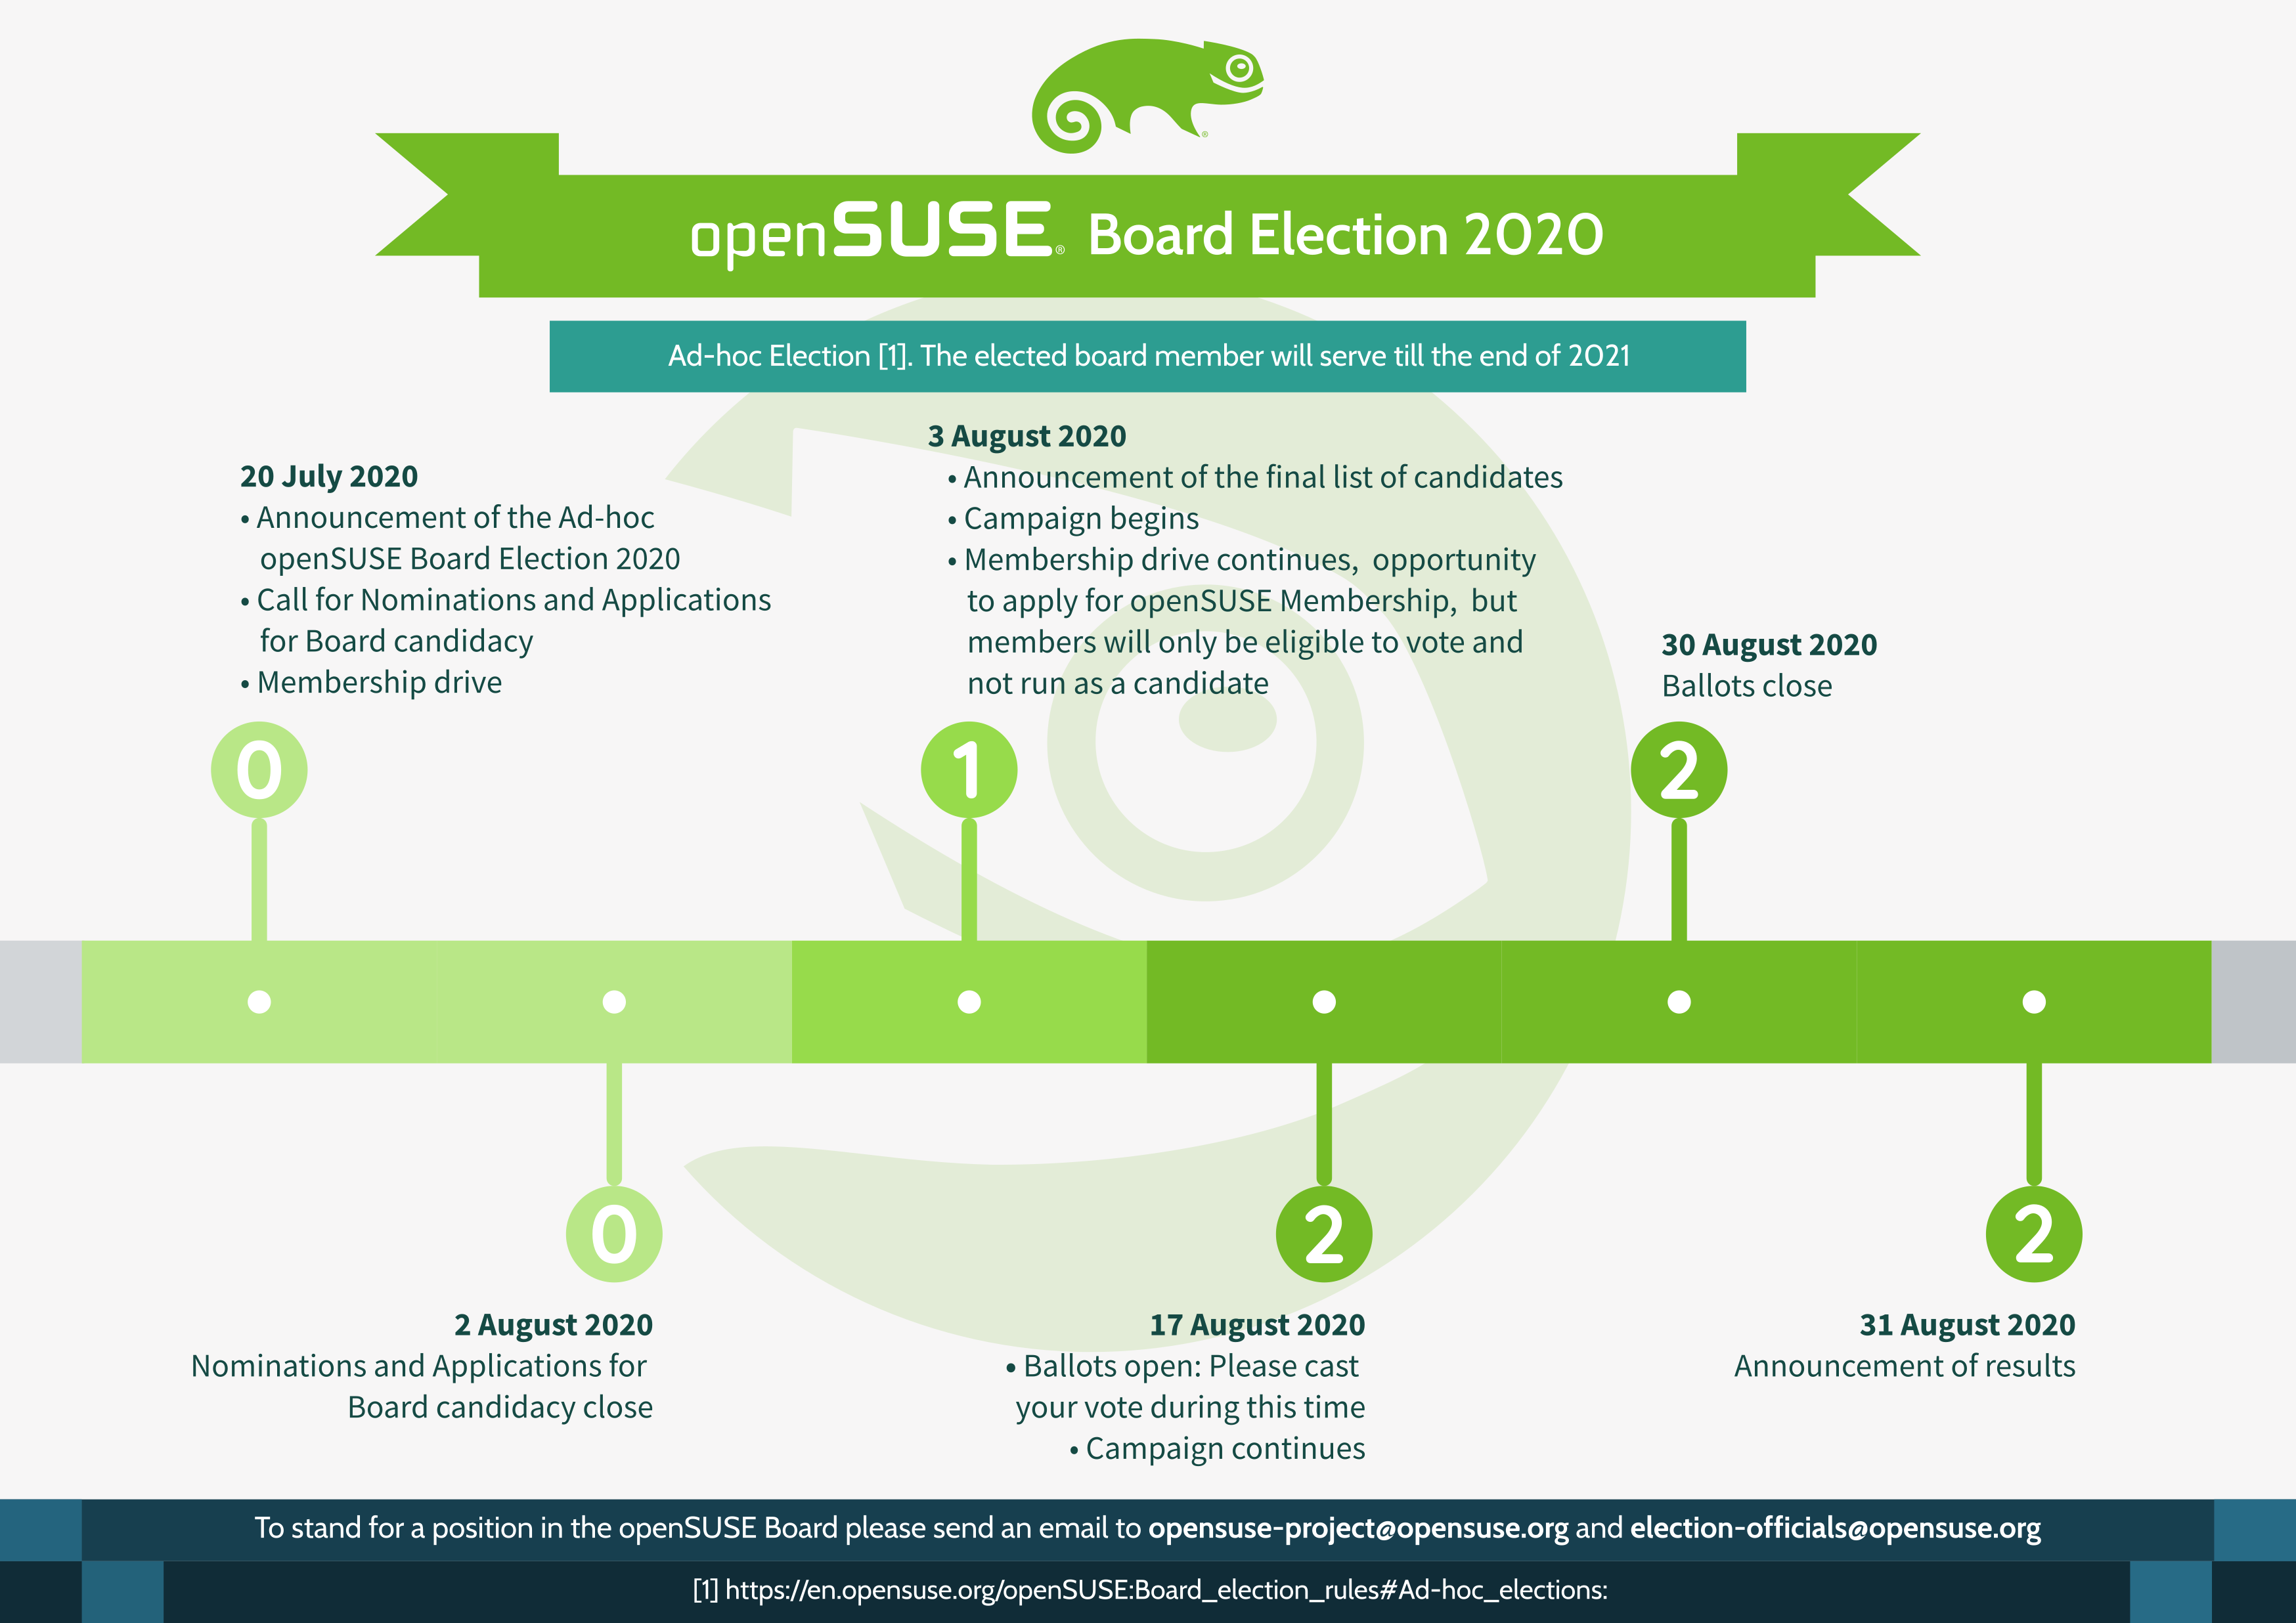 openSUSE® Board Election 2020
Ad-hoc Election [1]. The elected board member will serve till the end of 2021
20 July 2020
• Announcement of the Ad-hoc
openSUSE Board Election 2020
• Call for Nominations and Applications
for Board candidacy
• Membership drive
0
3 August 2020
• Announcement of the final list of candidates
• Campaign begins
• Membership drive continues, opportunity
to apply for openSUSE Membership, but
members will only be eligible to vote and
not run as a candidate
1
30 August 2020
Ballots close
2
0
2 August 2020
Nominations and Applications for
Board candidacy close
2
17 August 2020
• Ballots open: Please cast
your vote during this time
• Campaign continues
2
31 August 2020
Announcement of results
To stand for a position in the openSUSE Board please send an email to opensuse-project@opensuse.org and election-officials@opensuse.org
[1] https://en.opensuse.org/openSUSE:Board_election_rules#Ad-hoc_elections: